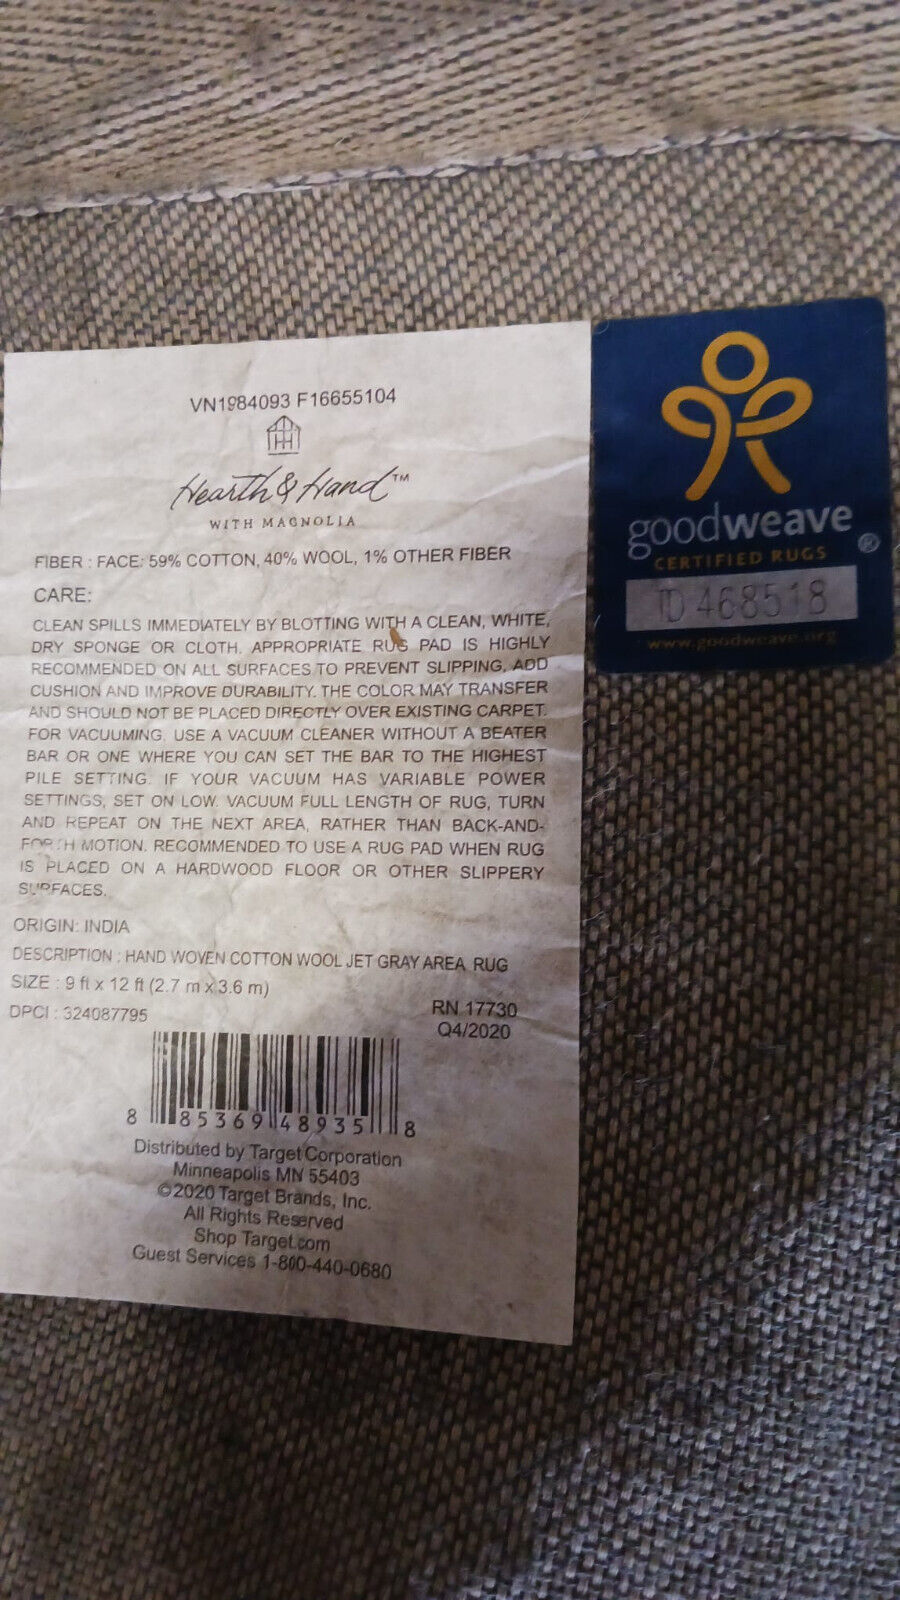 VN1984093 F16655104
Hearth & Hand™
WITH MAGNOLIA
FIBER : FACE: 59% COTTON, 40% WOOL, 1% OTHER FIBER
CARE:
CLEAN SPILLS IMMEDIATELY BY BLOTTING WITH A CLEAN, WHITE,
DRY SPONGE OR CLOTH. APPROPRIATE RUG PAD IS HIGHLY
RECOMMENDED ON ALL SURFACES TO PREVENT SLIPPING, ADD
CUSHION AND IMPROVE DURABILITY. THE COLOR MAY TRANSFER
AND SHOULD NOT BE PLACED DIRECTLY OVER EXISTING CARPET.
FOR VACUUMING, USE A VACUUM CLEANER WITHOUT A BEATER
BAR OR ONE WHERE YOU CAN SET THE BAR TO THE HIGHEST
PILE SETTING. IF YOUR VACUUM HAS VARIABLE POWER
SETTINGS, SET ON LOW. VACUUM FULL LENGTH OF RUG, TURN
AND REPEAT ON THE NEXT AREA, RATHER THAN BACK-AND-
FORTH MOTION. RECOMMENDED TO USE A RUG PAD WHEN RUG
IS PLACED ON A HARDWOOD FLOOR OR OTHER SLIPPERY
SURFACES.
ORIGIN: INDIA
DESCRIPTION : HAND WOVEN COTTON WOOL JET GRAY AREA RUG
SIZE : 9 ft x 12 ft (2.7 m x 3.6 m)
DPCI : 324087795
RN 17730
Q4/2020
8 85369 48935 8
Distributed by Target Corporation
Minneapolis MN 55403
©2020 Target Brands, Inc.
All Rights Reserved
Shop Target.com
Guest Services 1-800-440-0680
goodweave®
CERTIFIED RUGS
ID 468518
www.goodweave.org